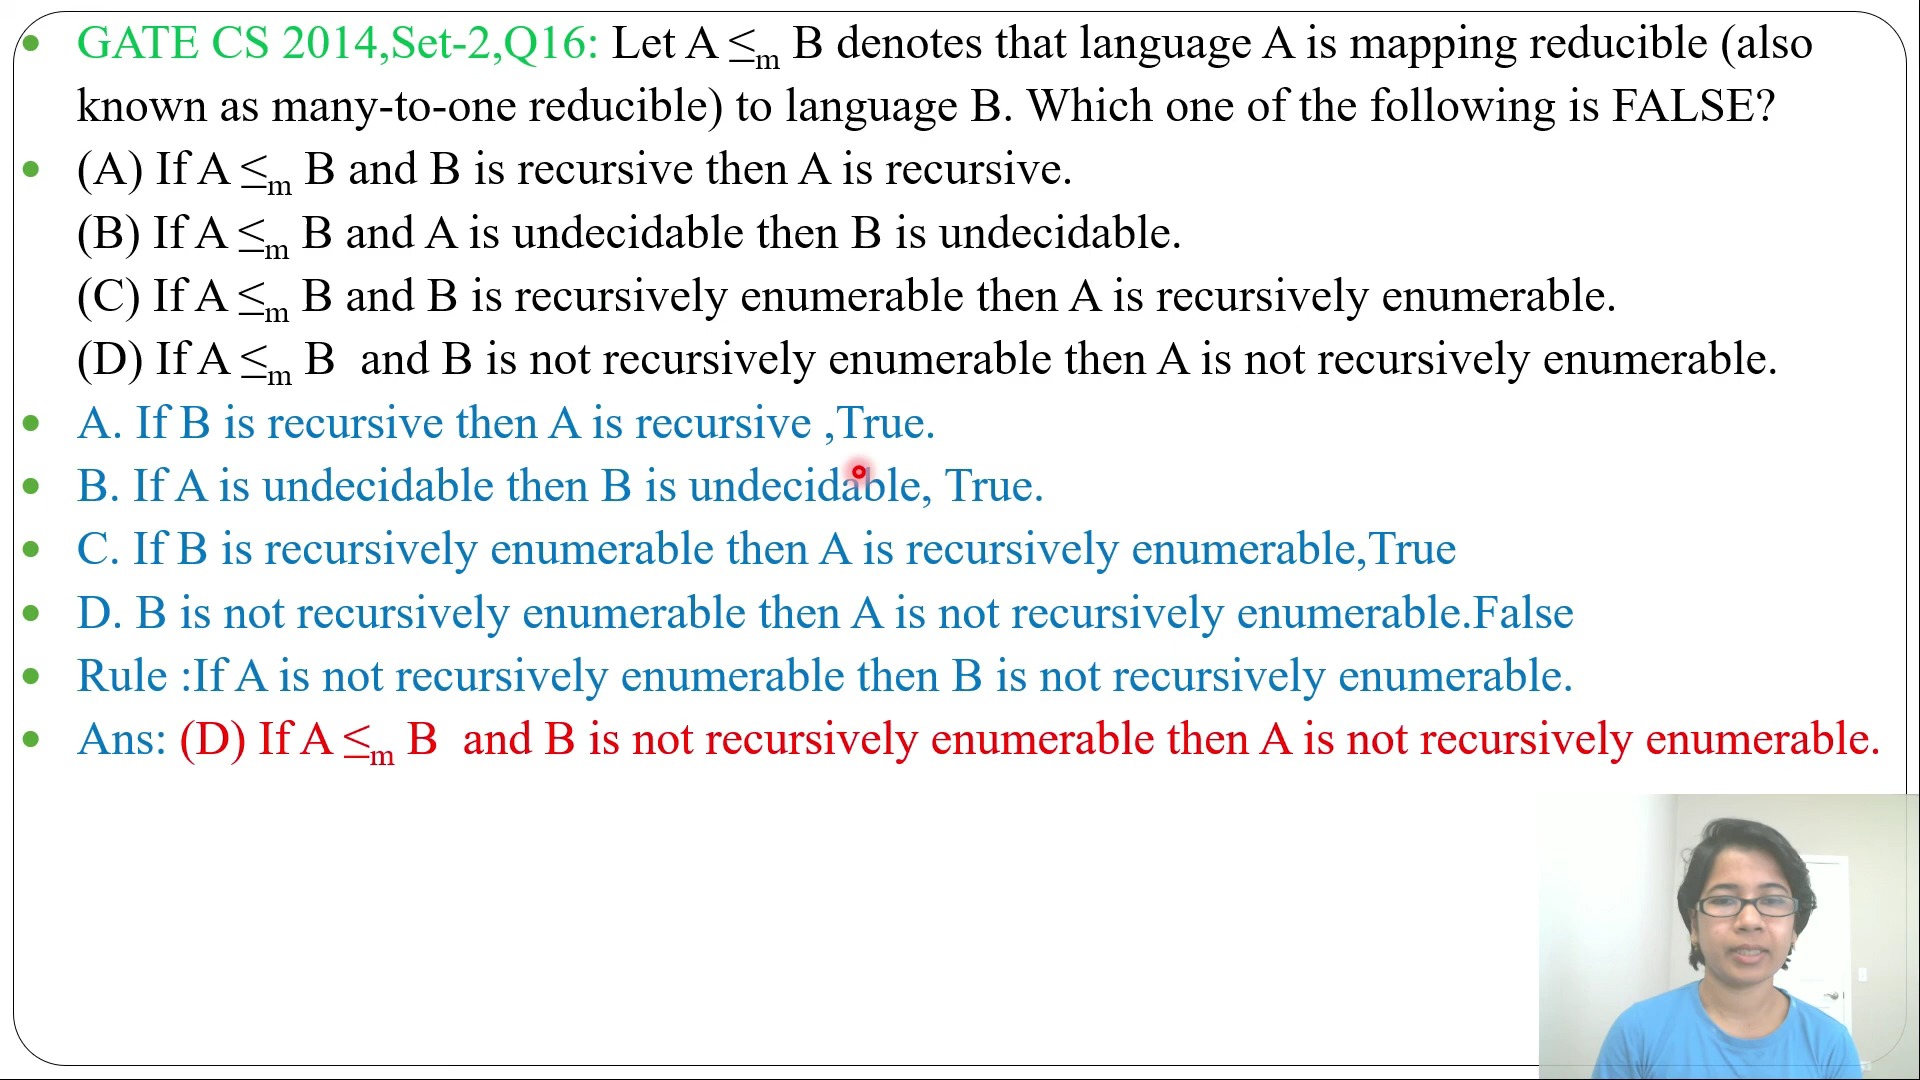 GATE CS 2014,Set-2,Q16: Let A ≤m B denotes that language A is mapping reducible (also
known as many-to-one reducible) to language B. Which one of the following is FALSE?
(A) If A ≤m B and B is recursive then A is recursive.
(B) If A ≤m B and A is undecidable then B is undecidable.
(C) If A ≤m B and B is recursively enumerable then A is recursively enumerable.
(D) If A ≤m B and B is not recursively enumerable then A is not recursively enumerable.
A. If B is recursive then A is recursive ,True.
B. If A is undecidable then B is undecidable, True.
C. If B is recursively enumerable then A is recursively enumerable,True
D. B is not recursively enumerable then A is not recursively enumerable.False
Rule :If A is not recursively enumerable then B is not recursively enumerable.
Ans: (D) If A ≤m B and B is not recursively enumerable then A is not recursively enumerable.